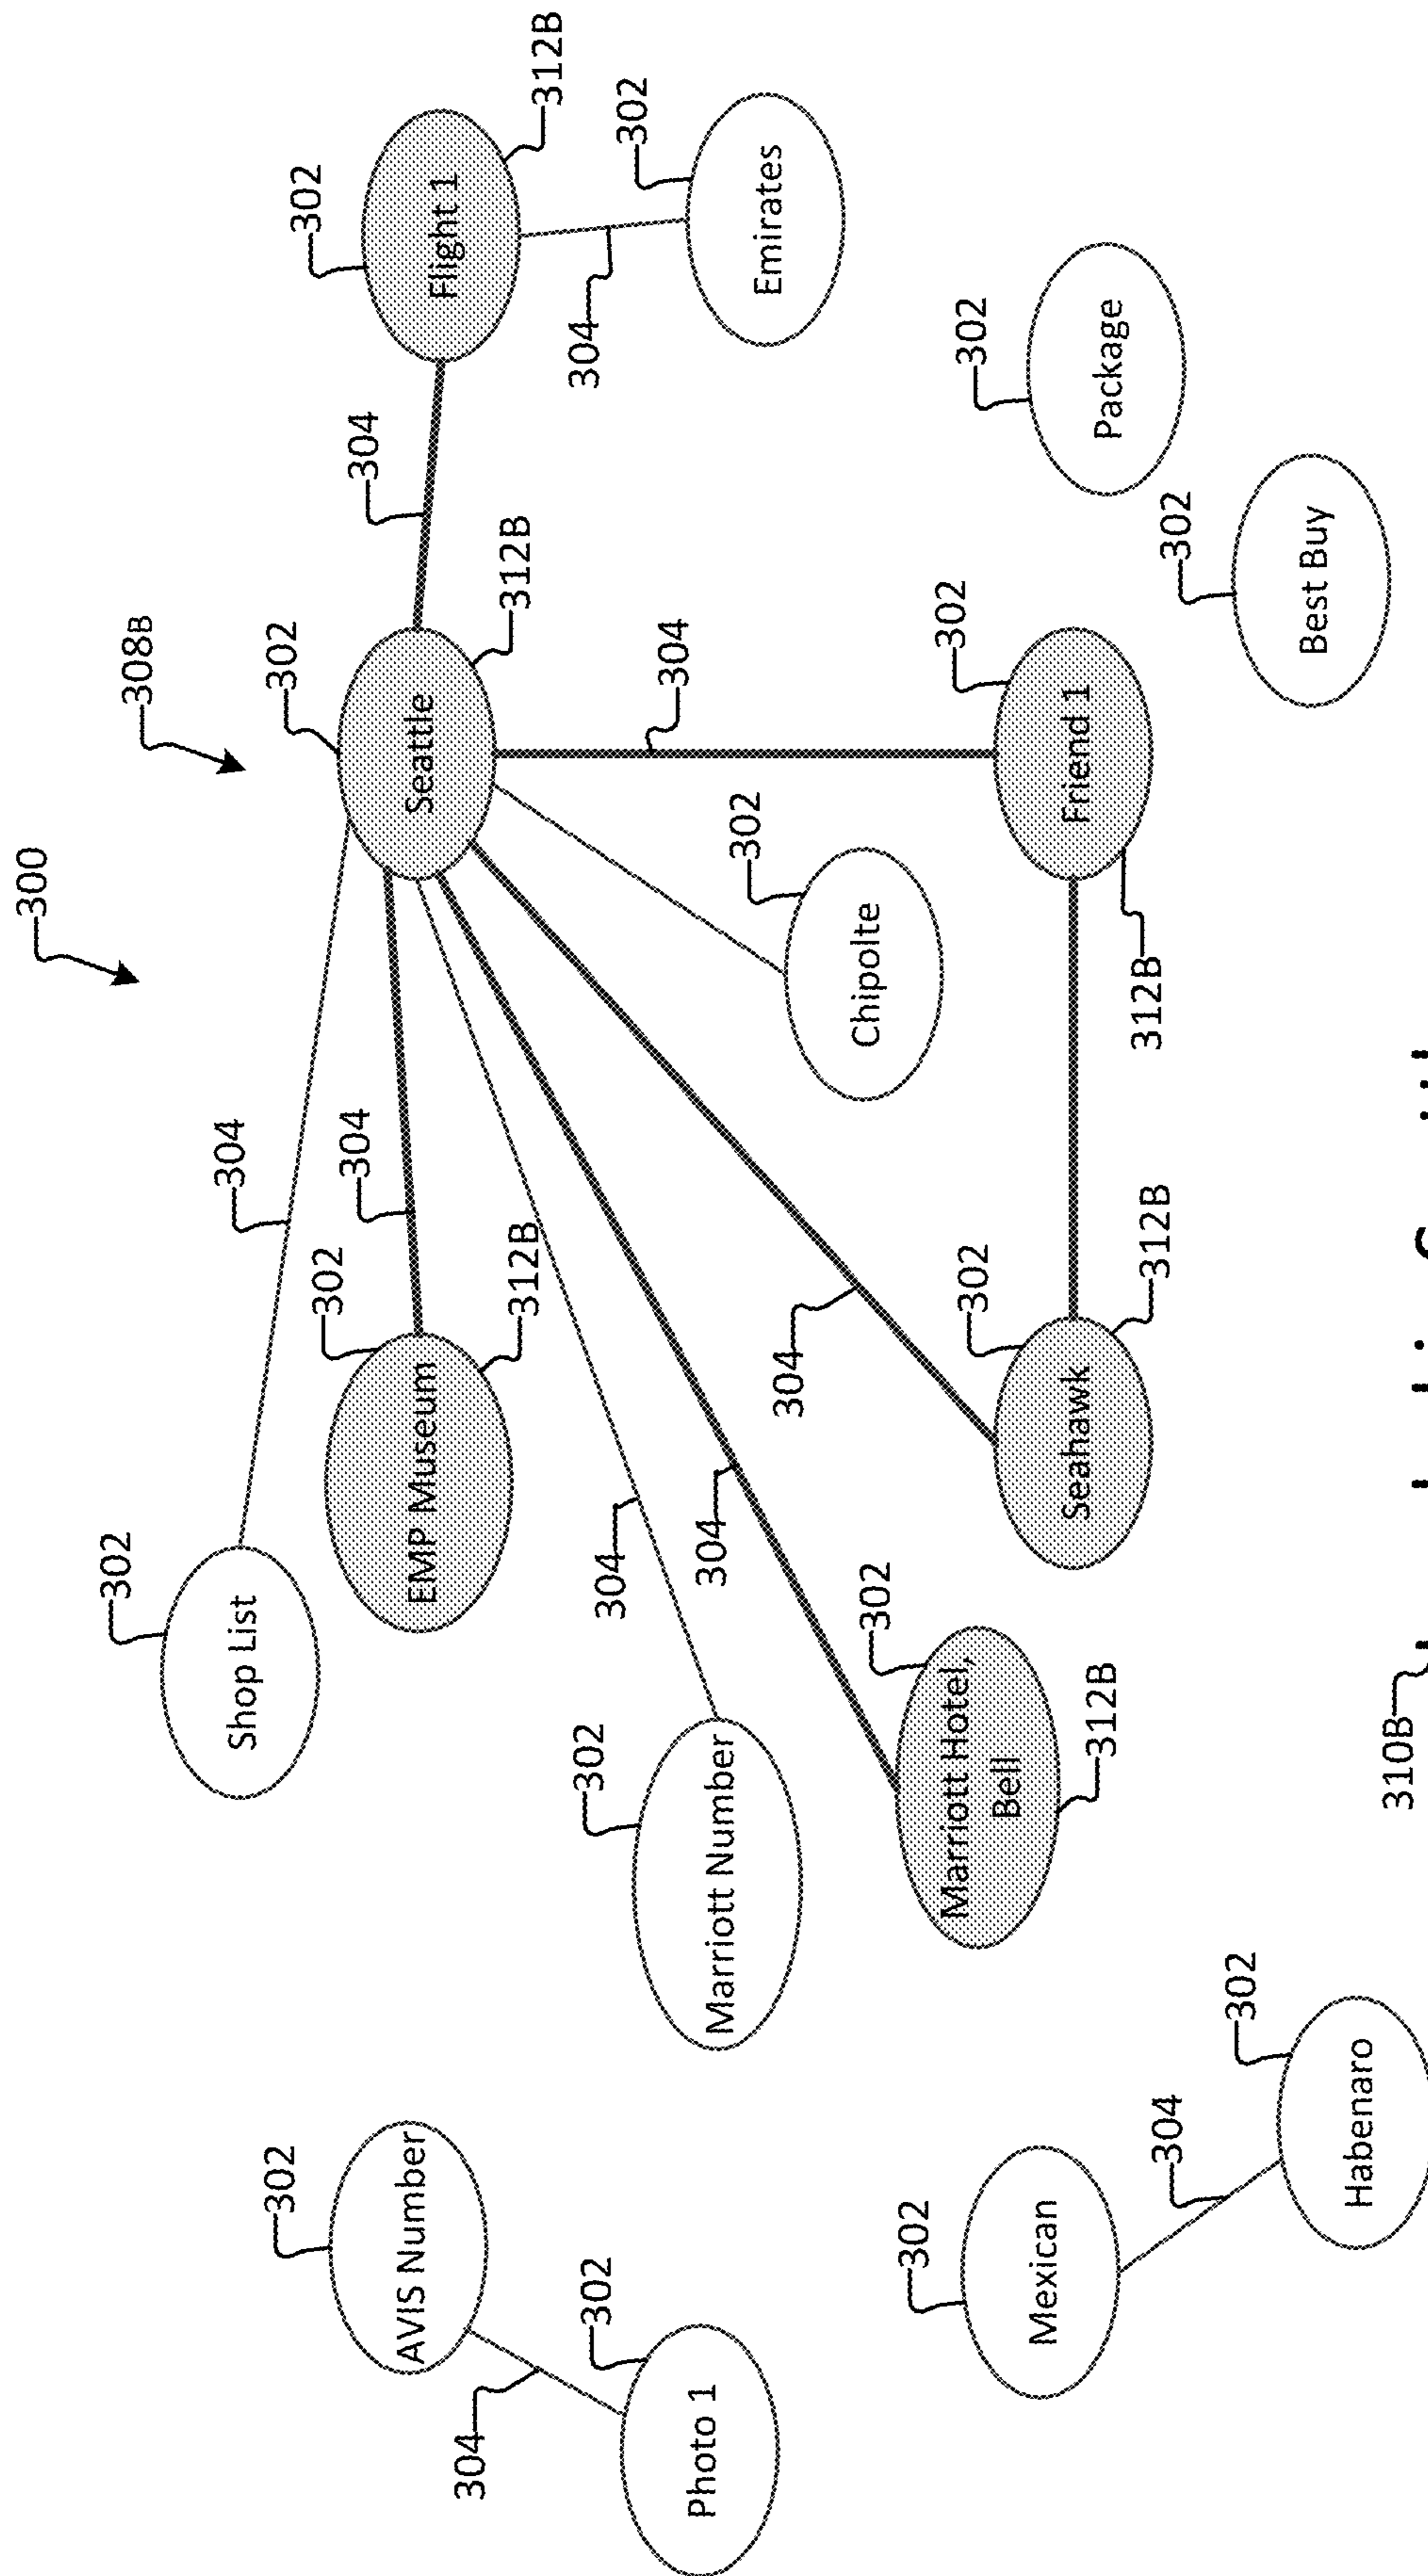 300
308B
302
304
302
Shop List
302
302
302
304
304
AVIS Number
EMP Museum
Seattle
Flight 1
304
312B
312B
312B
302
302
304
304
302
304
Photo 1
Marriott Number
304
302
Emirates
304
Chipolte
302
302
302
302
302
Marriott Hotel,
Bell
Mexican
Seahawk
Friend 1
Package
312B
312B
312B
304
302
302
Best Buy
Habenaro
310B